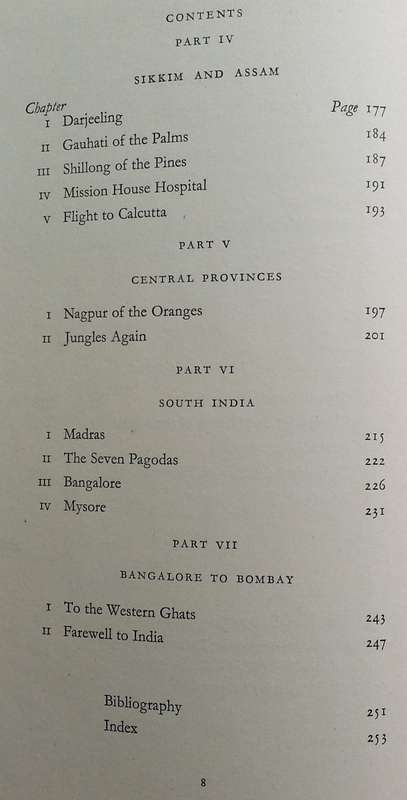 CONTENTS
PART IV
SIKKIM AND ASSAM
Chapter Page
I Darjeeling 177
II Gauhati of the Palms 184
III Shillong of the Pines 187
IV Mission House Hospital 191
V Flight to Calcutta 193
PART V
CENTRAL PROVINCES
I Nagpur of the Oranges 197
II Jungles Again 201
PART VI
SOUTH INDIA
I Madras 215
II The Seven Pagodas 222
III Bangalore 226
IV Mysore 231
PART VII
BANGALORE TO BOMBAY
I To the Western Ghats 243
II Farewell to India 247
Bibliography 251
Index 253
8